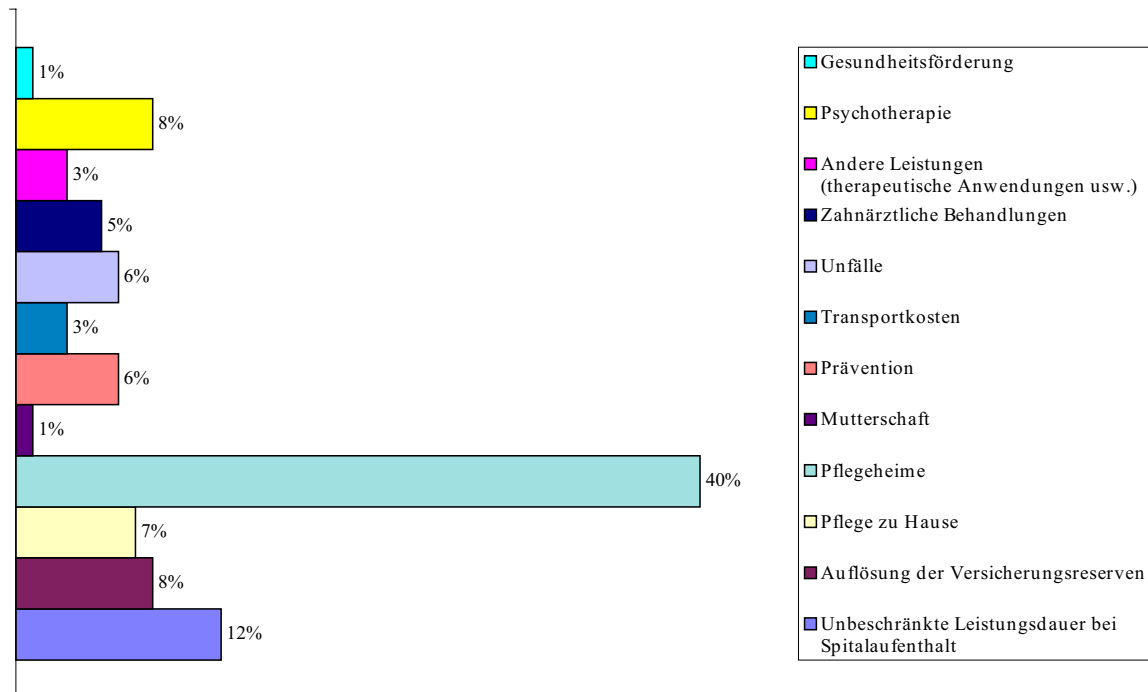 1%
8%
3%
5%
6%
3%
6%
1%
40%
7%
8%
12%
Gesundheitsförderung
Psychotherapie
Andere Leistungen
(therapeutische Anwendungen usw.)
Zahnärztliche Behandlungen
Unfälle
Transportkosten
Prävention
Mutterschaft
Pflegeheime
Pflege zu Hause
Auflösung der Versicherungsreserven
Unbeschränkte Leistungsdauer bei
Spitalaufenthalt